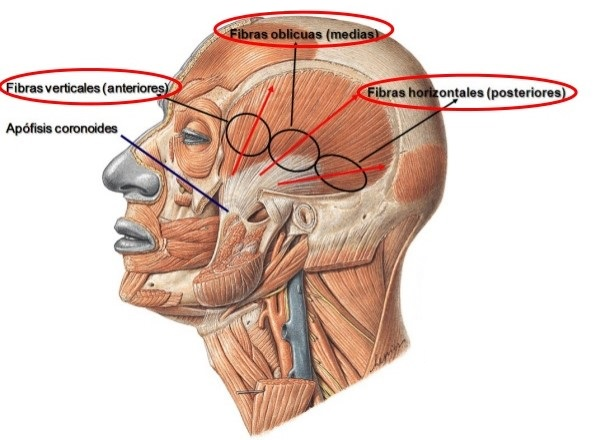 Fibras oblicuas (medias)
Fibras verticales (anteriores)
Fibras horizontales (posteriores)
Apófisis coronoides